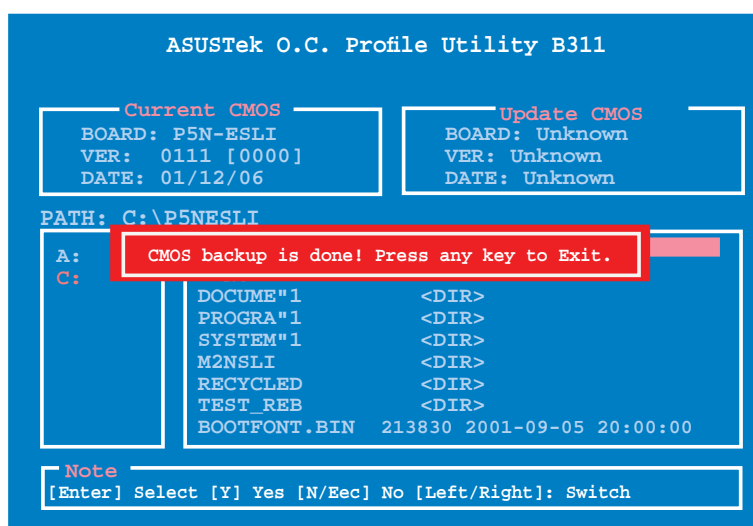 ASUSTek O.C. Profile Utility B311
Current CMOS
BOARD: P5N-ESLI
VER: 0111 [0000]
DATE: 01/12/06
Update CMOS
BOARD: Unknown
VER: Unknown
DATE: Unknown
PATH: C:\P5NESLI
A:
C:
CMOS backup is done! Press any key to Exit.
DOCUME"1 <DIR>
PROGRA"1 <DIR>
SYSTEM"1 <DIR>
M2NSLI <DIR>
RECYCLED <DIR>
TEST_REB <DIR>
BOOTFONT.BIN 213830 2001-09-05 20:00:00
Note
[Enter] Select [Y] Yes [N/Eec] No [Left/Right]: Switch